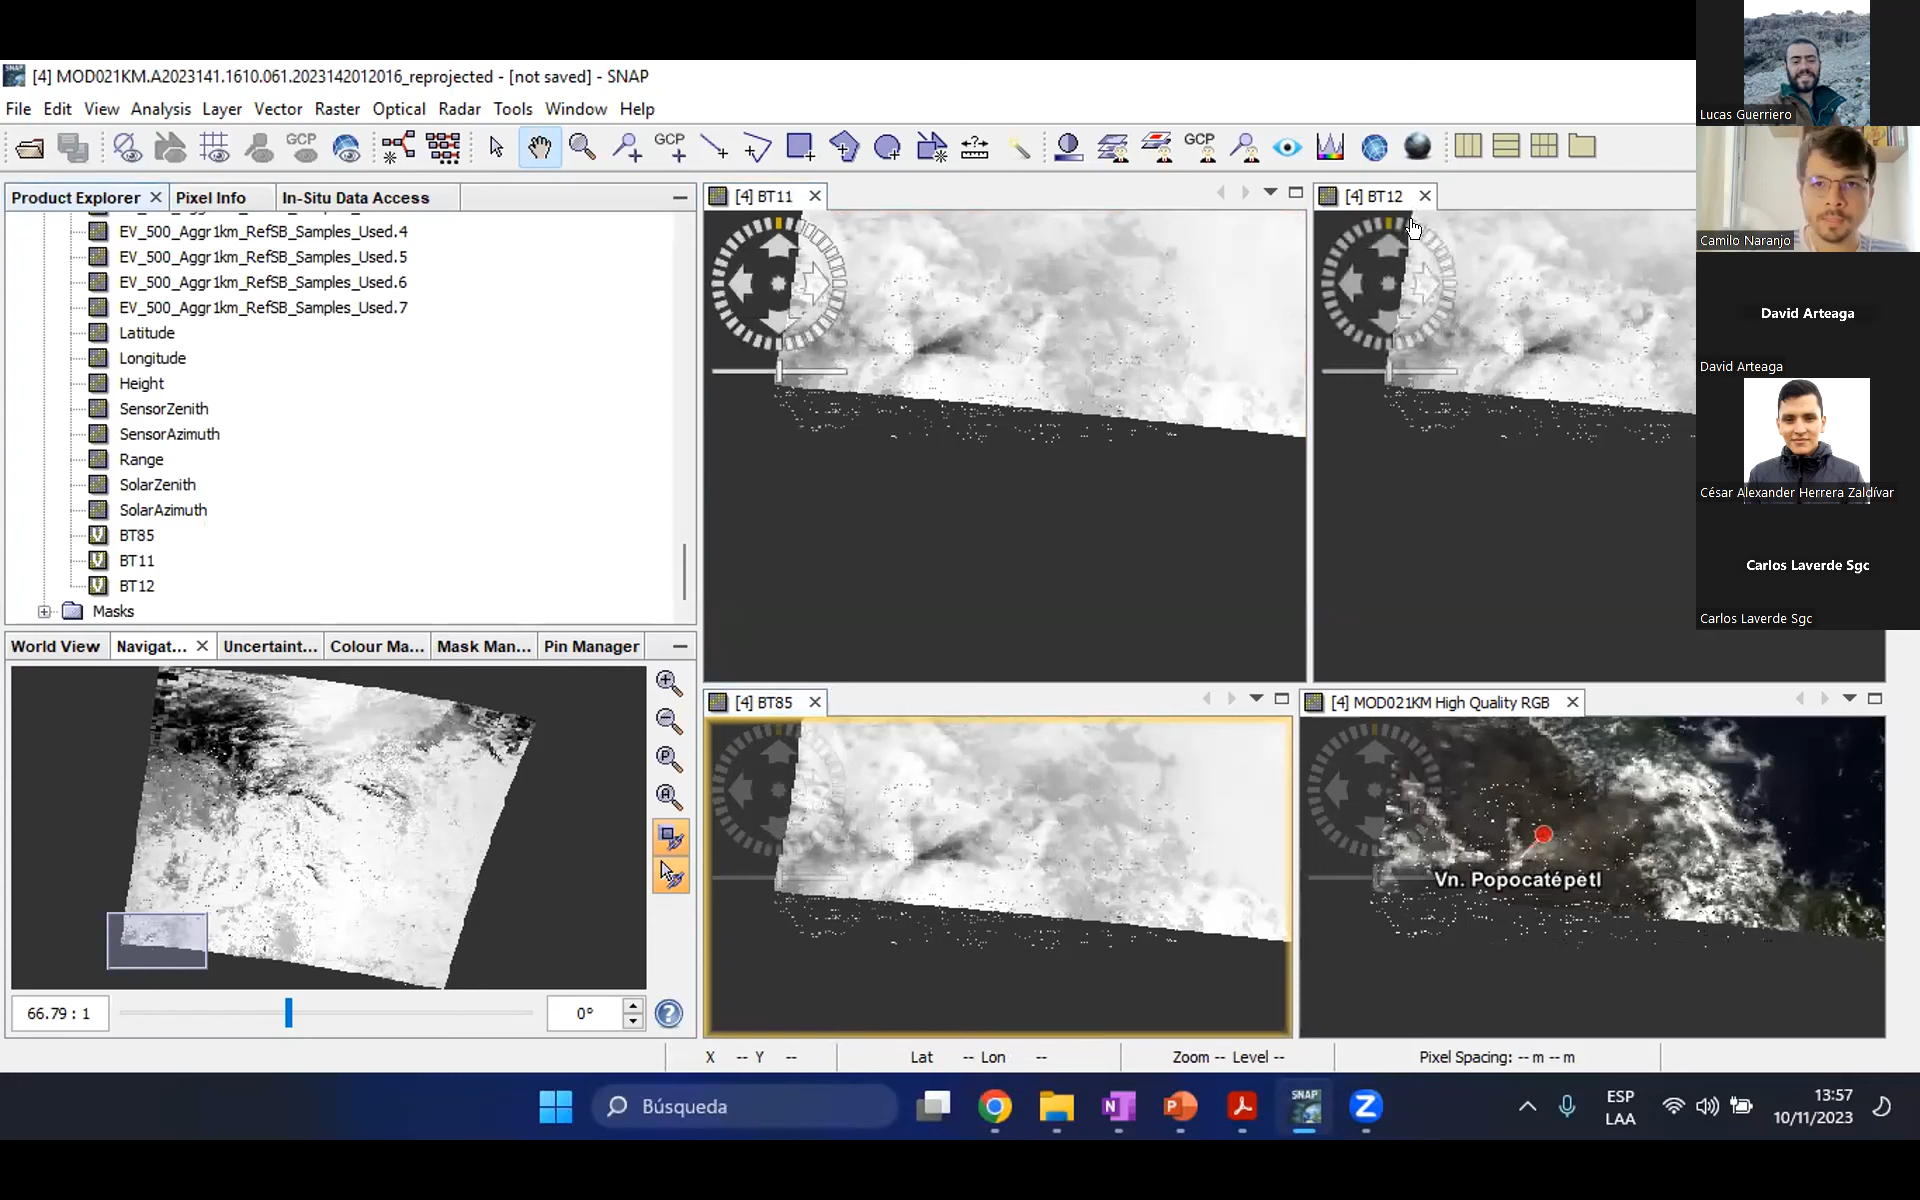 [4] MOD021KM.A2023141.1610.061.2023142012016_reprojected - [not saved] - SNAP
File Edit View Analysis Layer Vector Raster Optical Radar Tools Window Help
GCP GCP GCP
Product Explorer Pixel Info In-Situ Data Access
EV_500_Aggr1km_RefSB_Samples_Used.4
EV_500_Aggr1km_RefSB_Samples_Used.5
EV_500_Aggr1km_RefSB_Samples_Used.6
EV_500_Aggr1km_RefSB_Samples_Used.7
Latitude
Longitude
Height
SensorZenith
SensorAzimuth
Range
SolarZenith
SolarAzimuth
BT85
BT11
BT12
Masks
World View Navigat... Uncertaint... Colour Ma... Mask Man... Pin Manager
66.79 : 1
0°
[4] BT11
[4] BT12
[4] BT85
[4] MOD021KM High Quality RGB
Vn. Popocatépetl
X -- Y -- Lat -- Lon -- Zoom -- Level -- Pixel Spacing: -- m -- m
Lucas Guerriero
Camilo Naranjo
David Arteaga
David Arteaga
César Alexander Herrera Zaldívar
Carlos Laverde Sgc
Carlos Laverde Sgc
Búsqueda
SNAP
ESP
LAA
13:57
10/11/2023